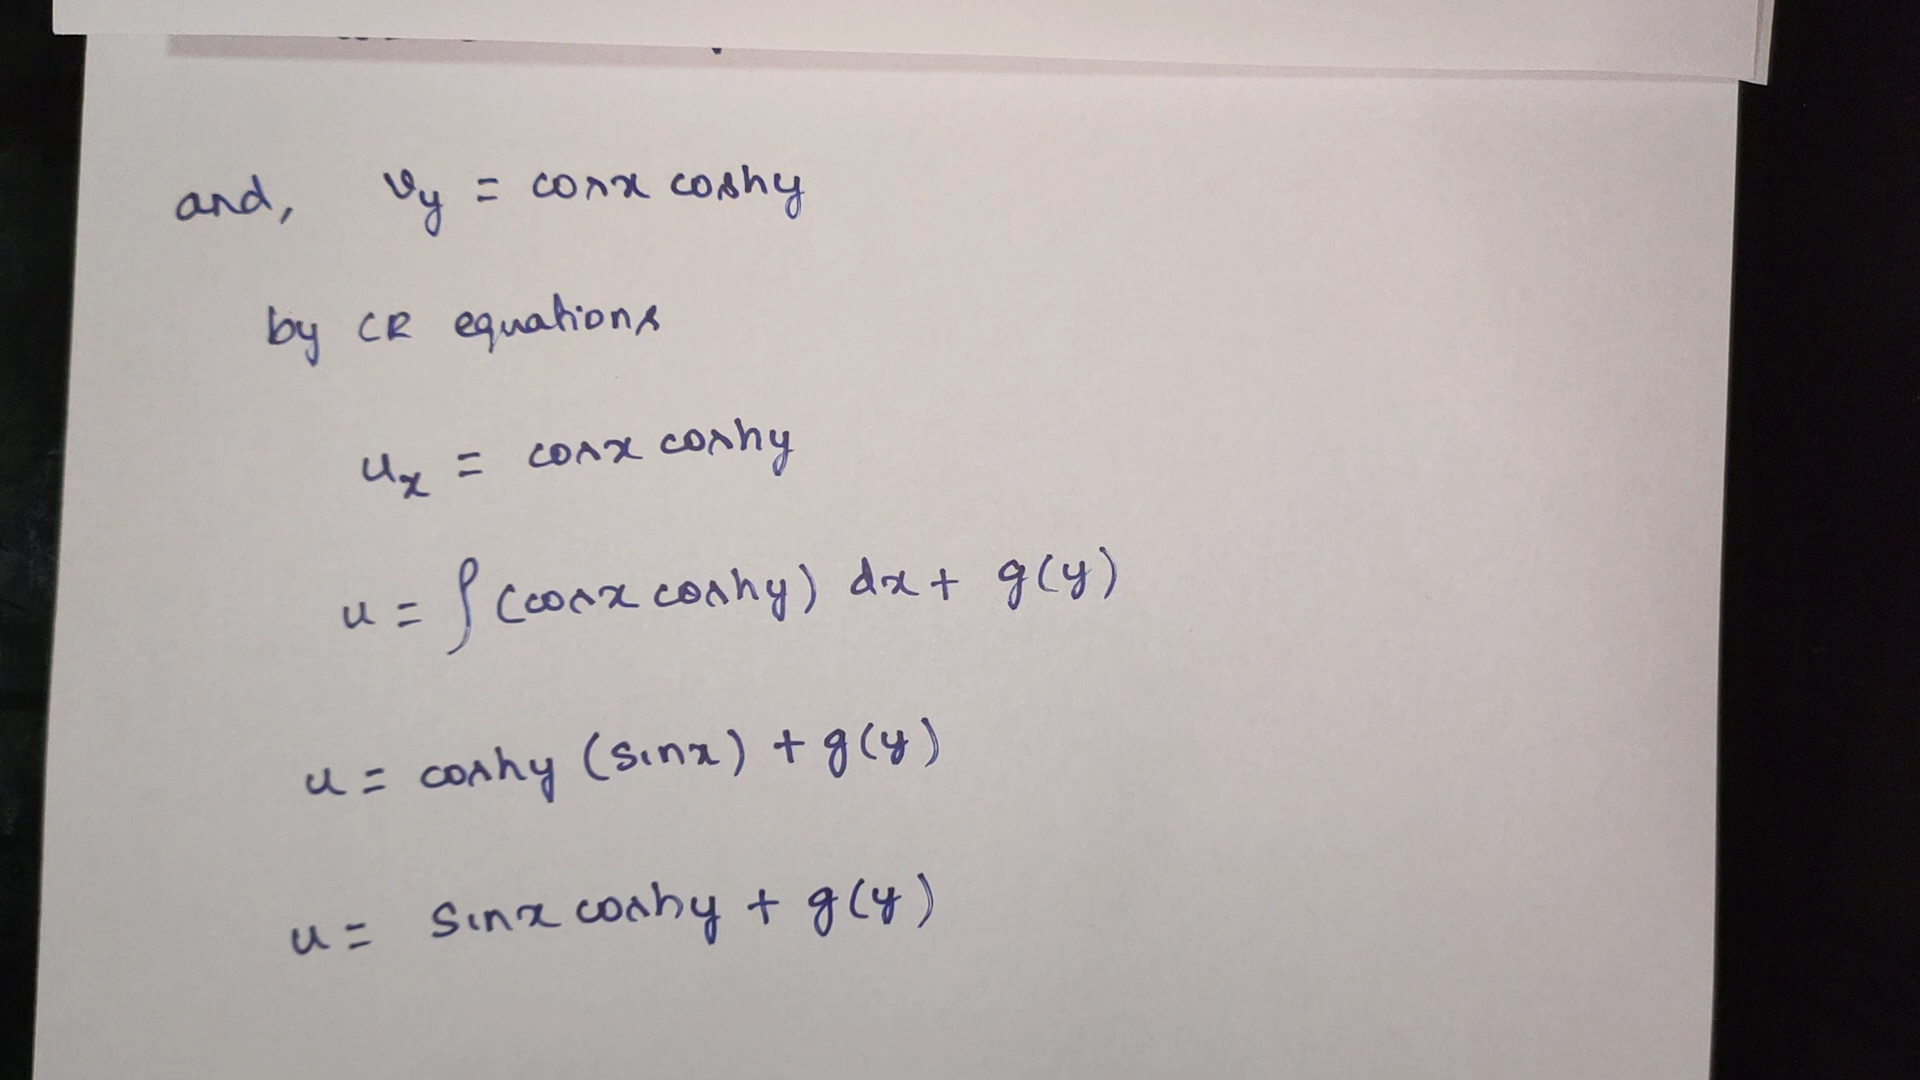 and, vy = cosx coshy
by CR equations
ux = cosx coshy
u = ∫ (cosx coshy) dx + g(y)
u = coshy (sinx) + g(y)
u = sinx coshy + g(y)